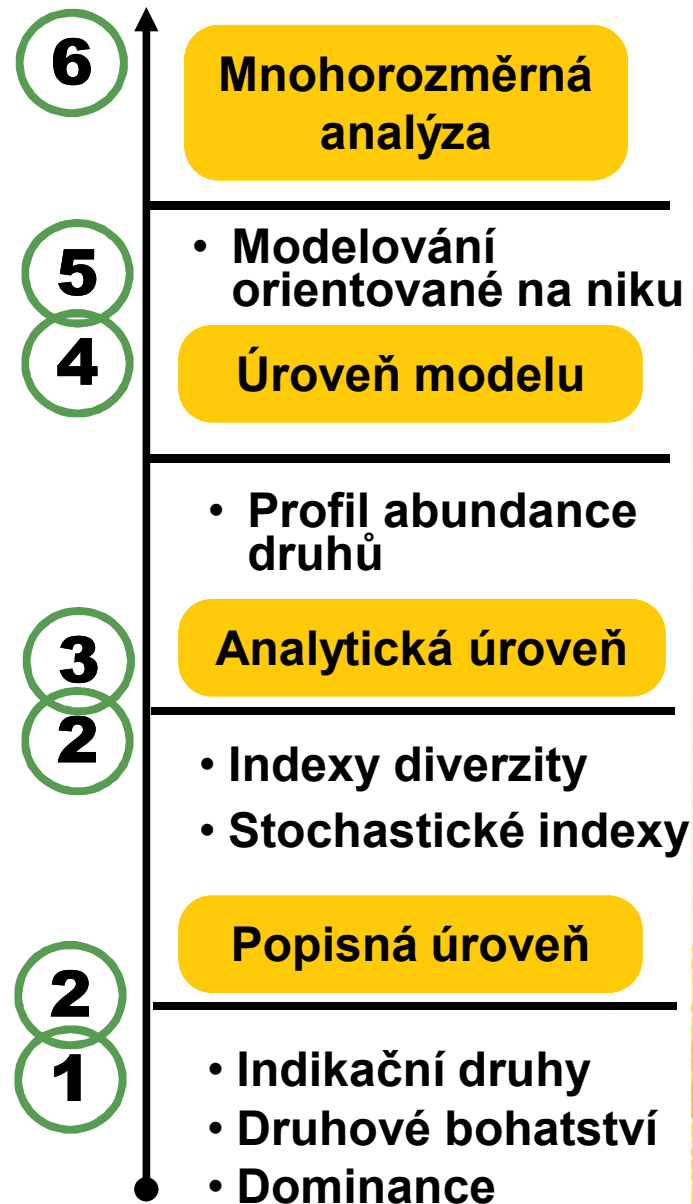 6
Mnohorozměrná
analýza
5
• Modelování
orientované na niku
4
Úroveň modelu
• Profil abundance
druhů
3
Analytická úroveň
2
• Indexy diverzity
• Stochastické indexy
Popisná úroveň
2
1
• Indikační druhy
• Druhové bohatství
• Dominance